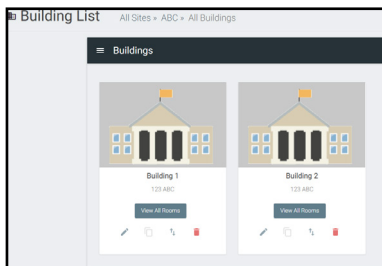 Building List
All Sites » ABC » All Buildings
Buildings
Building 1
123 ABC
View All Rooms
Building 2
123 ABC
View All Rooms